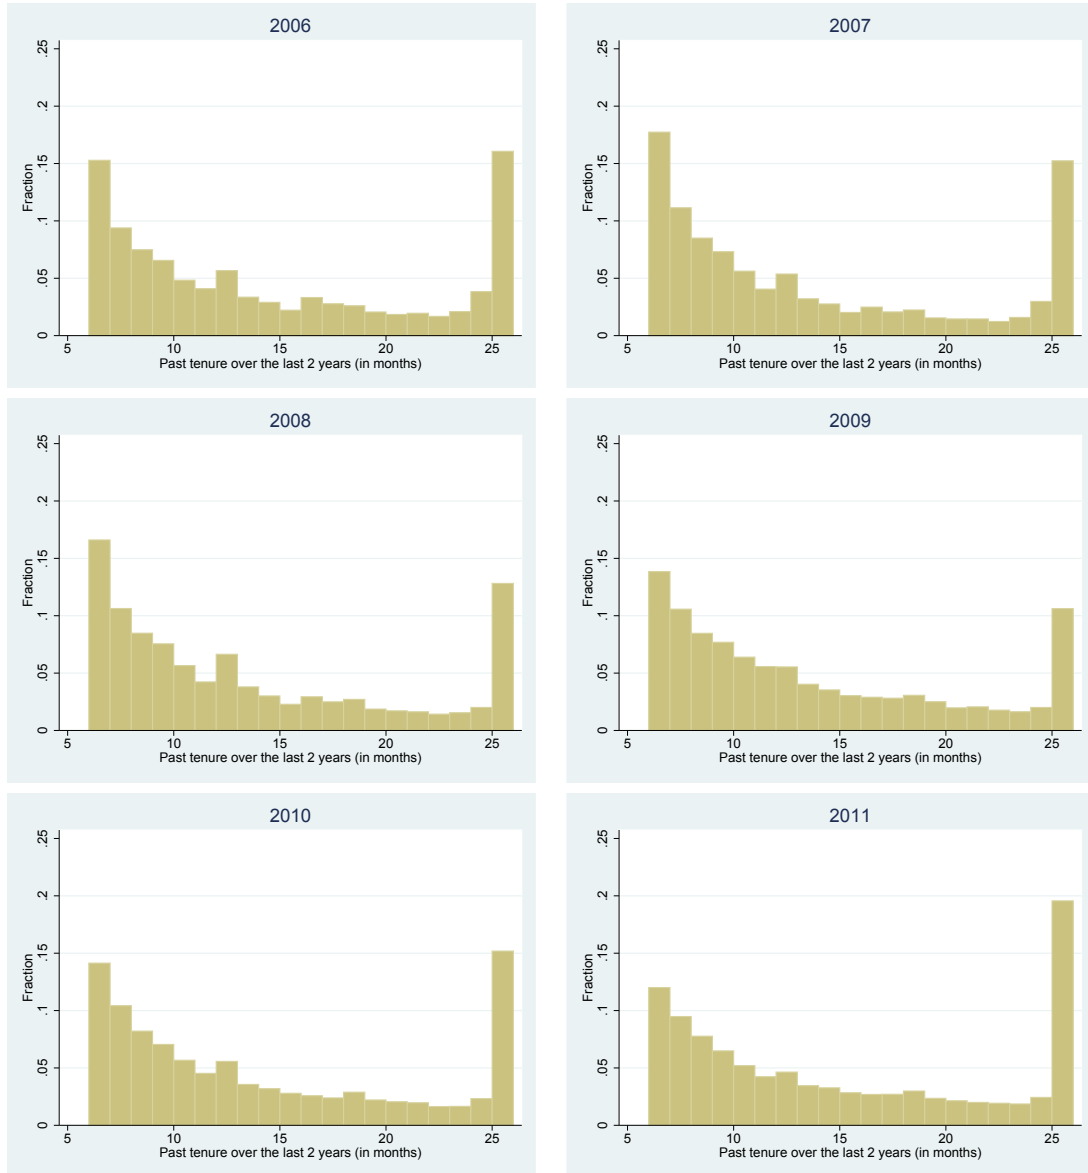 2006
.25
.2
.15
.1
.05
0
Fraction
5 10 15 20 25
Past tenure over the last 2 years (in months)
2007
.25
.2
.15
.1
.05
0
Fraction
5 10 15 20 25
Past tenure over the last 2 years (in months)
2008
.25
.2
.15
.1
.05
0
Fraction
5 10 15 20 25
Past tenure over the last 2 years (in months)
2009
.25
.2
.15
.1
.05
0
Fraction
5 10 15 20 25
Past tenure over the last 2 years (in months)
2010
.25
.2
.15
.1
.05
0
Fraction
5 10 15 20 25
Past tenure over the last 2 years (in months)
2011
.25
.2
.15
.1
.05
0
Fraction
5 10 15 20 25
Past tenure over the last 2 years (in months)